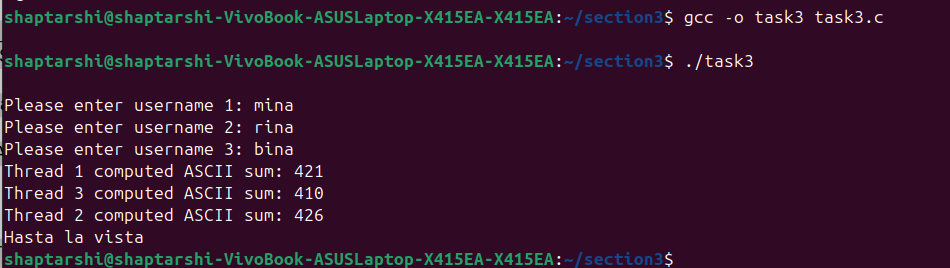 shaptarshi@shaptarshi-VivoBook-ASUSLaptop-X415EA-X415EA:~/section3$ gcc -o task3 task3.c
shaptarshi@shaptarshi-VivoBook-ASUSLaptop-X415EA-X415EA:~/section3$ ./task3
Please enter username 1: mina
Please enter username 2: rina
Please enter username 3: bina
Thread 1 computed ASCII sum: 421
Thread 3 computed ASCII sum: 410
Thread 2 computed ASCII sum: 426
Hasta la vista
shaptarshi@shaptarshi-VivoBook-ASUSLaptop-X415EA-X415EA:~/section3$